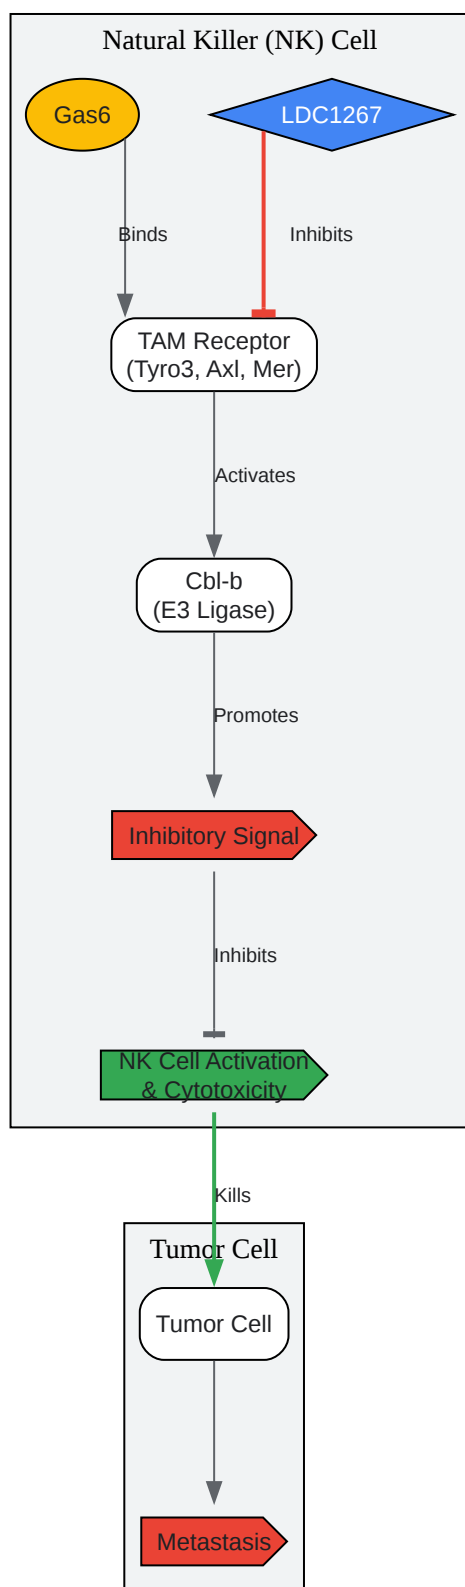 Natural Killer (NK) Cell
Gas6
LDC1267
Binds
Inhibits
TAM Receptor
(Tyro3, Axl, Mer)
Activates
Cbl-b
(E3 Ligase)
Promotes
Inhibitory Signal
Inhibits
NK Cell Activation
& Cytotoxicity
Kills
Tumor Cell
Tumor Cell
Metastasis